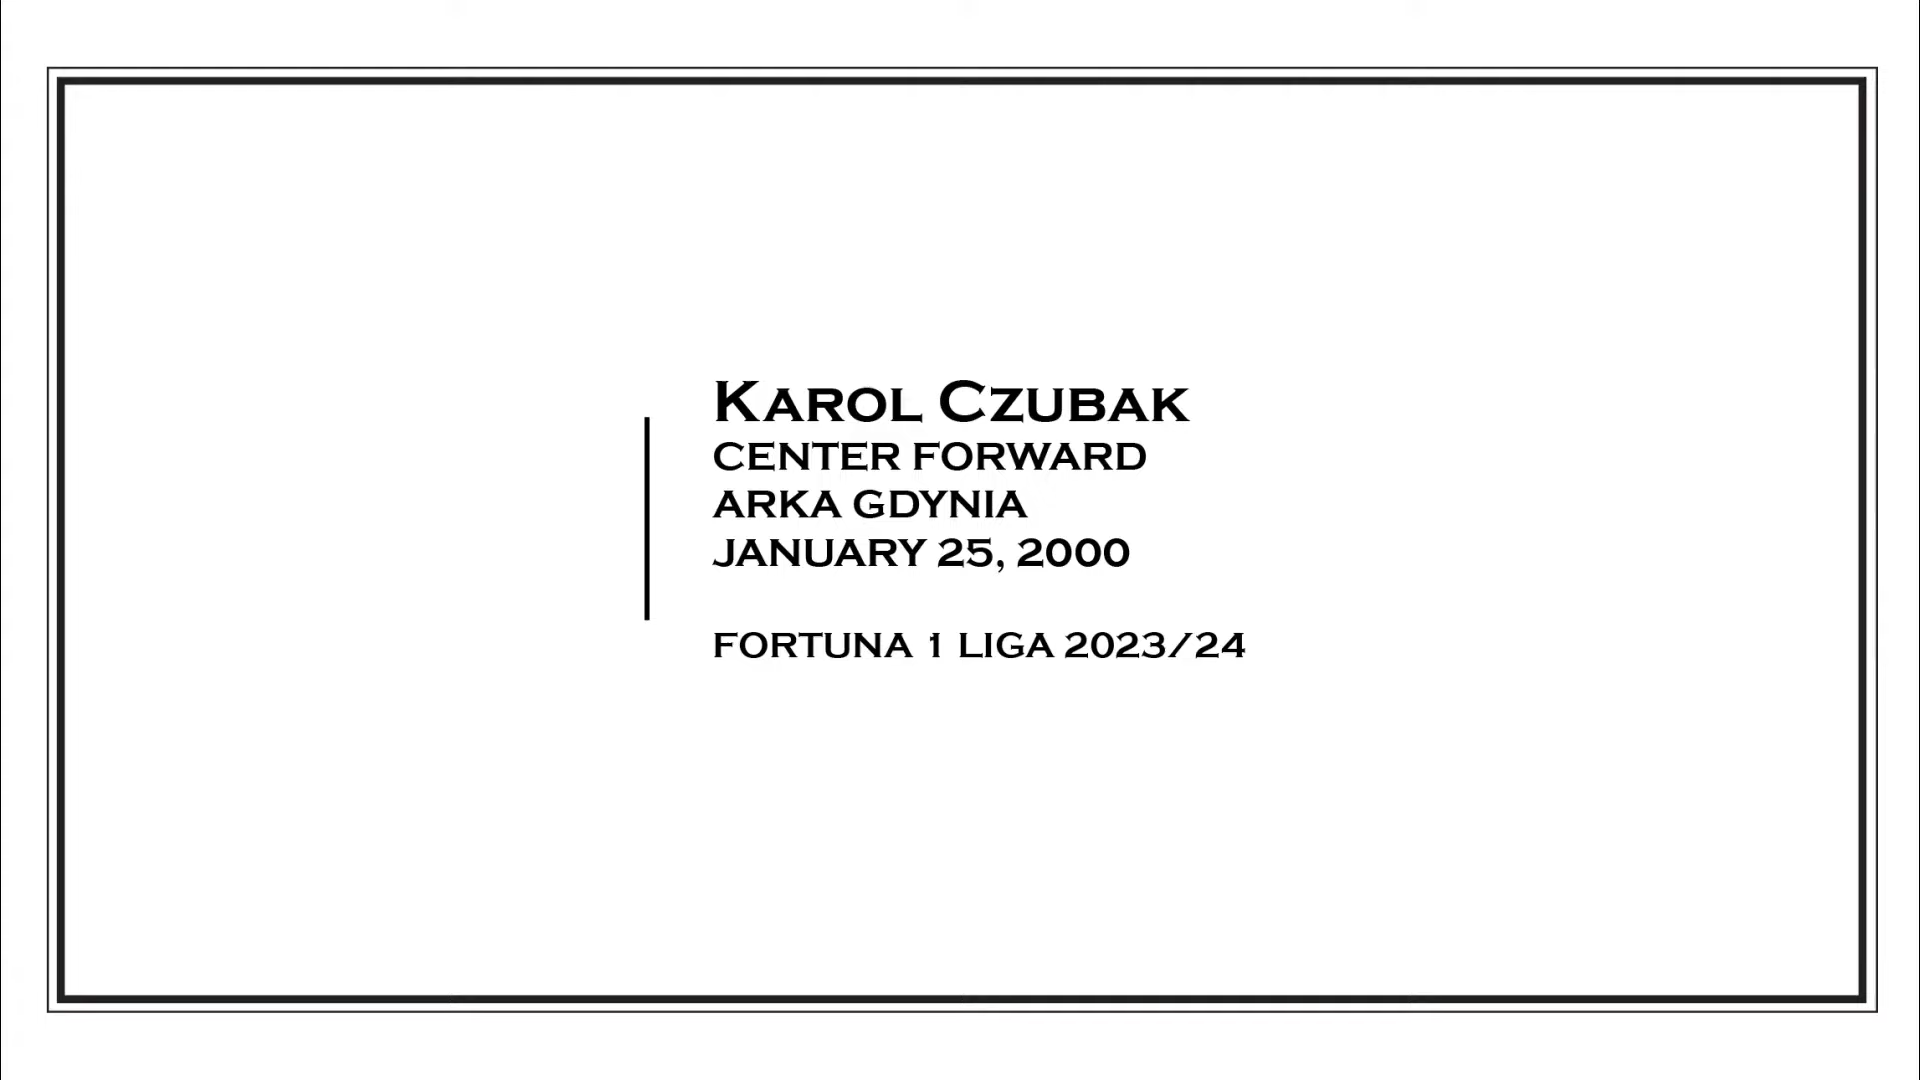 Karol Czubak
CENTER FORWARD
ARKA GDYNIA
JANUARY 25, 2000
FORTUNA 1 LIGA 2023/24